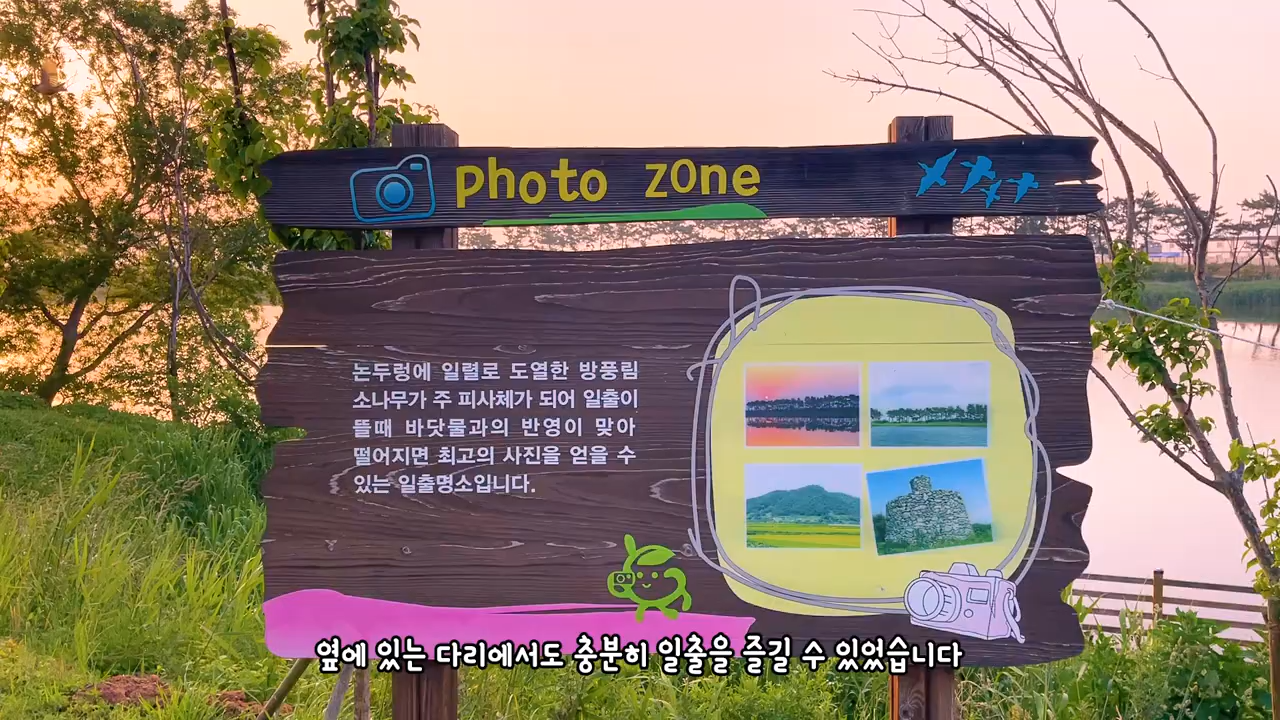 photo zone
논두렁에 일렬로 도열한 방풍림
소나무가 주 피사체가 되어 일출이
뜰때 바닷물과의 반영이 맞아
떨어지면 최고의 사진을 얻을 수
있는 일출명소입니다.
옆에 있는 다리에서도 충분히 일출을 즐길 수 있었습니다